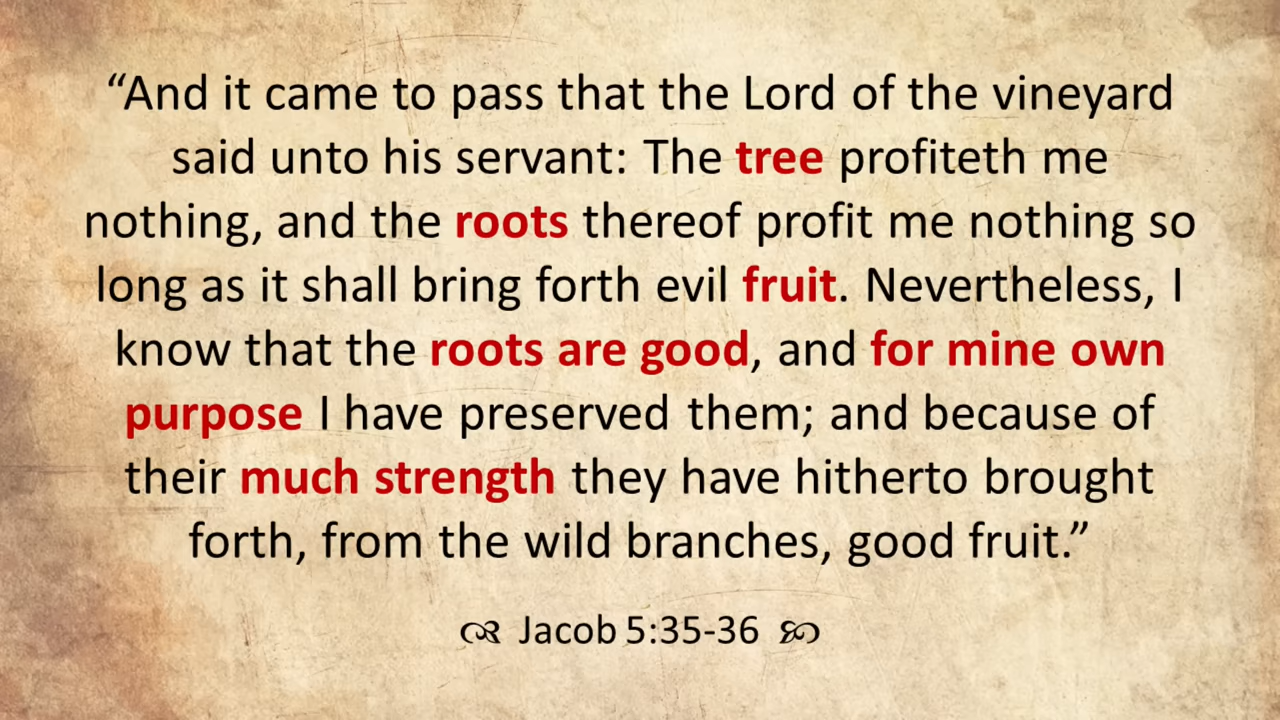 “And it came to pass that the Lord of the vineyard
said unto his servant: The tree profiteth me
nothing, and the roots thereof profit me nothing so
long as it shall bring forth evil fruit. Nevertheless, I
know that the roots are good, and for mine own
purpose I have preserved them; and because of
their much strength they have hitherto brought
forth, from the wild branches, good fruit.”
Jacob 5:35-36